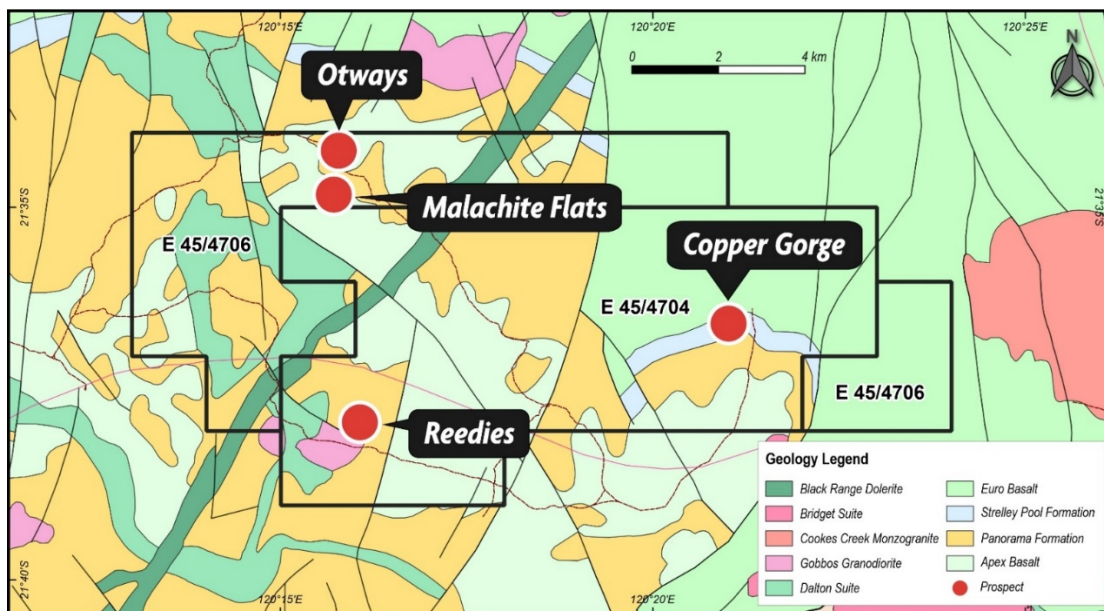 120°15'E
120°20'E
120°25'E
N
0
2
4 km
Otways
Malachite Flats
Copper Gorge
Reedies
E 45/4706
E 45/4704
E 45/4706
21°35'S
21°35'S
21°40'S
120°15'E
120°20'E
Geology Legend
Black Range Dolerite
Bridget Suite
Cookes Creek Monzogranite
Gobbos Granodiorite
Dalton Suite
Euro Basalt
Strelley Pool Formation
Panorama Formation
Apex Basalt
Prospect